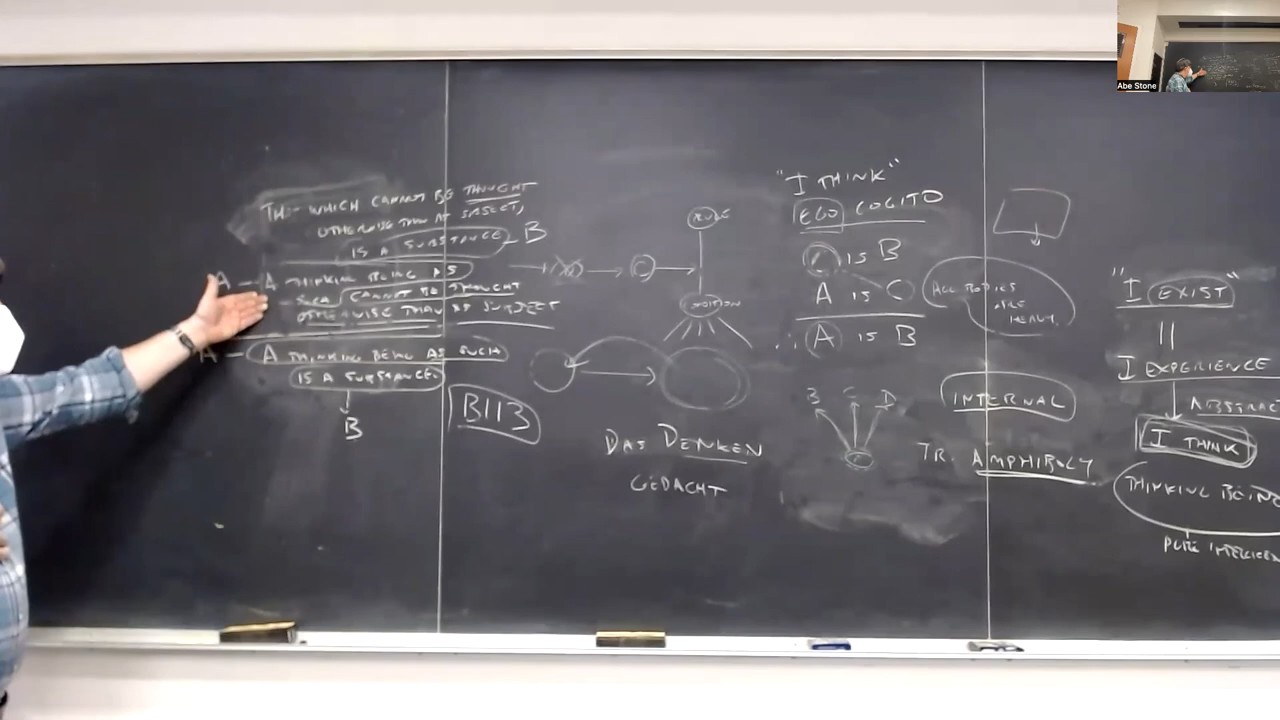 THAT WHICH CANNOT BE THOUGHT
OTHERWISE THAN AS SUBJECT,
IS A SUBSTANCE - B
A - A THINKING BEING AS
SUCH CANNOT BE THOUGHT
OTHERWISE THAN AS SUBJECT
A - A THINKING BEING AS SUCH
IS A SUBSTANCE
B
B113
C
RULE
DAS DENKEN
GEDACHT
"I THINK"
EGO COGITO
C IS B
A IS C
∴ A IS B
B C D
ALL BODIES
ARE
HEAVY
INTERNAL
TR. AMPHIBOLY
"I EXIST"
||
I EXPERIENCE
ABSTRACT
I THINK
THINKING BEING
PURE
Abe Stone